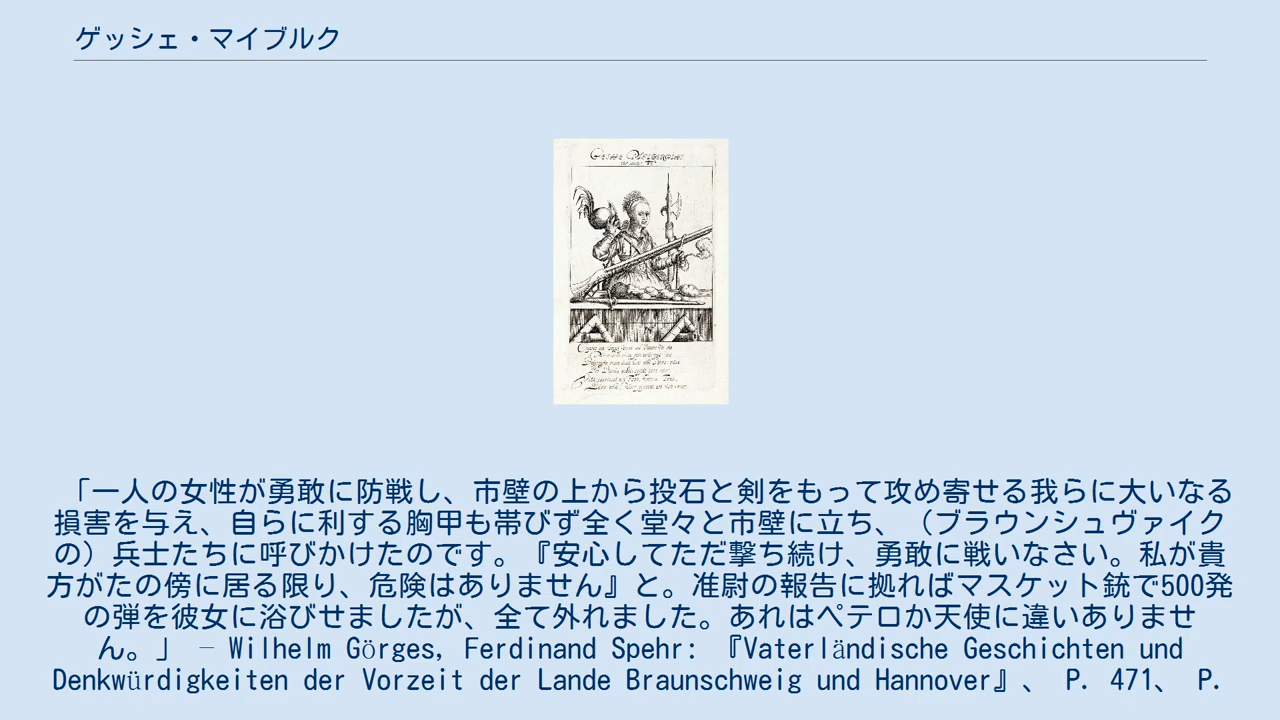 ゲッシェ・マイブルク
「一人の女性が勇敢に防戦し、市壁の上から投石と剣をもって攻め寄せる我らに大いなる
損害を与え、自らに利する胸甲も帯びず全く堂々と市壁に立ち、（ブラウンシュヴァイク
の）兵士たちに呼びかけたのです。『安心してただ撃ち続け、勇敢に戦いなさい。私が貴
方がたの傍に居る限り、危険はありません』と。准尉の報告に拠ればマスケット銃で500発
の弾を彼女に浴びせましたが、全て外れました。あれはペテロか天使に違いありませ
ん。」 – Wilhelm Görges, Ferdinand Spehr: 『Vaterländische Geschichten und
Denkwürdigkeiten der Vorzeit der Lande Braunschweig und Hannover』、 P. 471、 P.